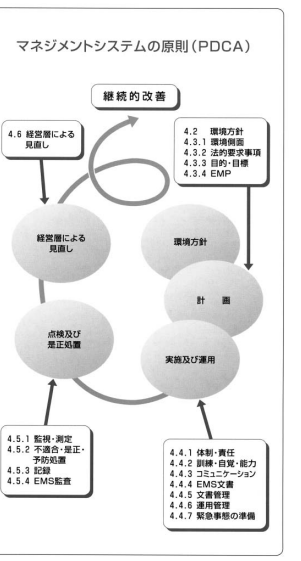 マネジメントシステムの原則(PDCA)
継続的改善
4.6 経営層による
見直し
4.2 環境方針
4.3.1 環境側面
4.3.2 法的要求事項
4.3.3 目的・目標
4.3.4 EMP
経営層による
見直し
環境方針
計 画
点検及び
是正処置
実施及び運用
4.5.1 監視・測定
4.5.2 不適合・是正・
予防処置
4.5.3 記録
4.5.4 EMS監査
4.4.1 体制・責任
4.4.2 訓練・自覚・能力
4.4.3 コミュニケーション
4.4.4 EMS文書
4.4.5 文書管理
4.4.6 運用管理
4.4.7 緊急事態の準備